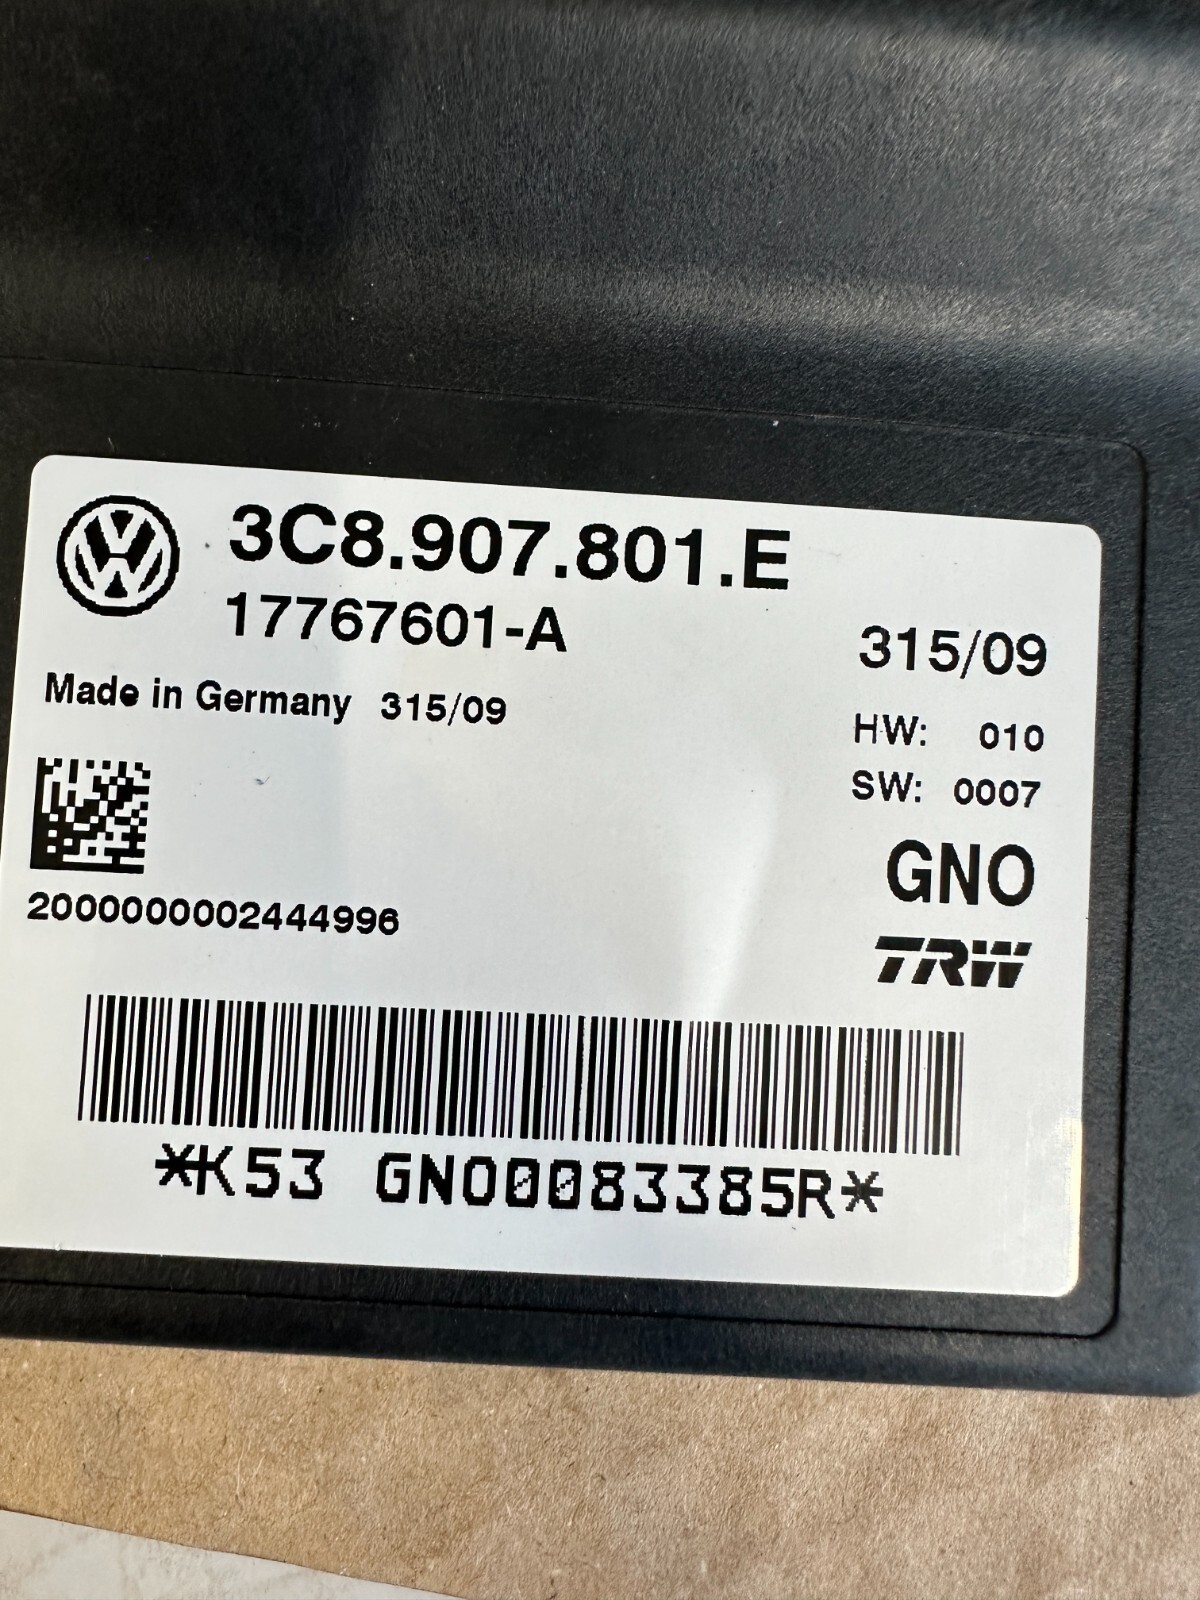 3C8.907.801.E
17767601-A
315/09
Made in Germany 315/09
HW: 010
SW: 0007
GNO
TRW
2000000002444996
*K53 GNO0083385R*